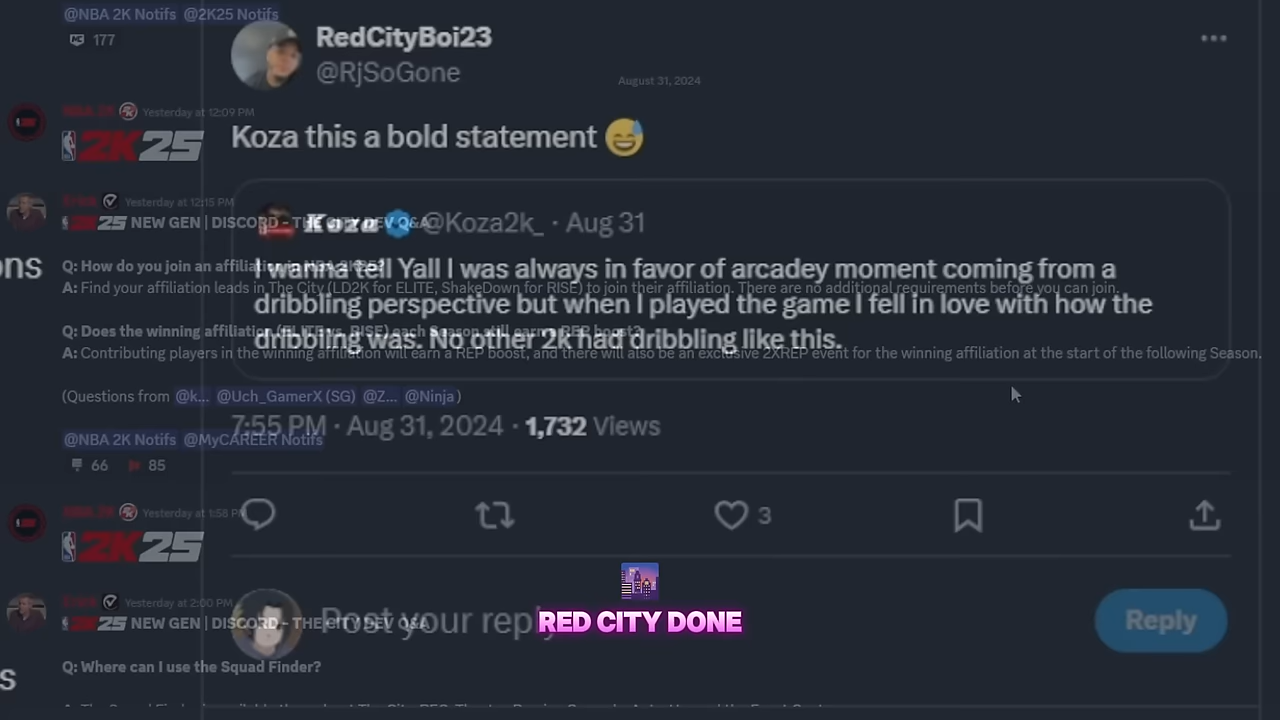 @NBA 2K Notifs @2K25 Notifs
177
RedCityBoi23
@RjSoGone
August 31, 2024
Yesterday at 12:09 PM
2K25
Koza this a bold statement 😅
Yesterday at 12:15 PM
2K25 NEW GEN | DISCORD - THE CITY DEV Q&A
Koza @Koza2k_ · Aug 31
ons
Q: How do you join an affiliation in NBA 2K25?
I wanna tell Yall I was always in favor of arcadey moment coming from a
A: Find your affiliation leads in The City (LD2K for ELITE, ShakeDown for RISE) to join their affiliation. There are no additional requirements before you can join.
dribbling perspective but when I played the game I fell in love with how the
Q: Does the winning affiliation (ELITE vs. RISE) each Season still earn a REP boost?
dribbling was. No other 2k had dribbling like this.
A: Contributing players in the winning affiliation will earn a REP boost, and there will also be an exclusive 2XREP event for the winning affiliation at the start of the following Season.
(Questions from @k... @Uch_GamerX (SG) @Z... @Ninja)
7:55 PM · Aug 31, 2024 · 1,732 Views
@NBA 2K Notifs @MyCAREER Notifs
66 85
Yesterday at 1:58 P
3
2K25
Yesterday at 2:00 PM
2K25 NEW GEN | DISCORD - THE CITY DEV Q&A
Post your reply
RED CITY DONE
Reply
Q: Where can I use the Squad Finder?
s